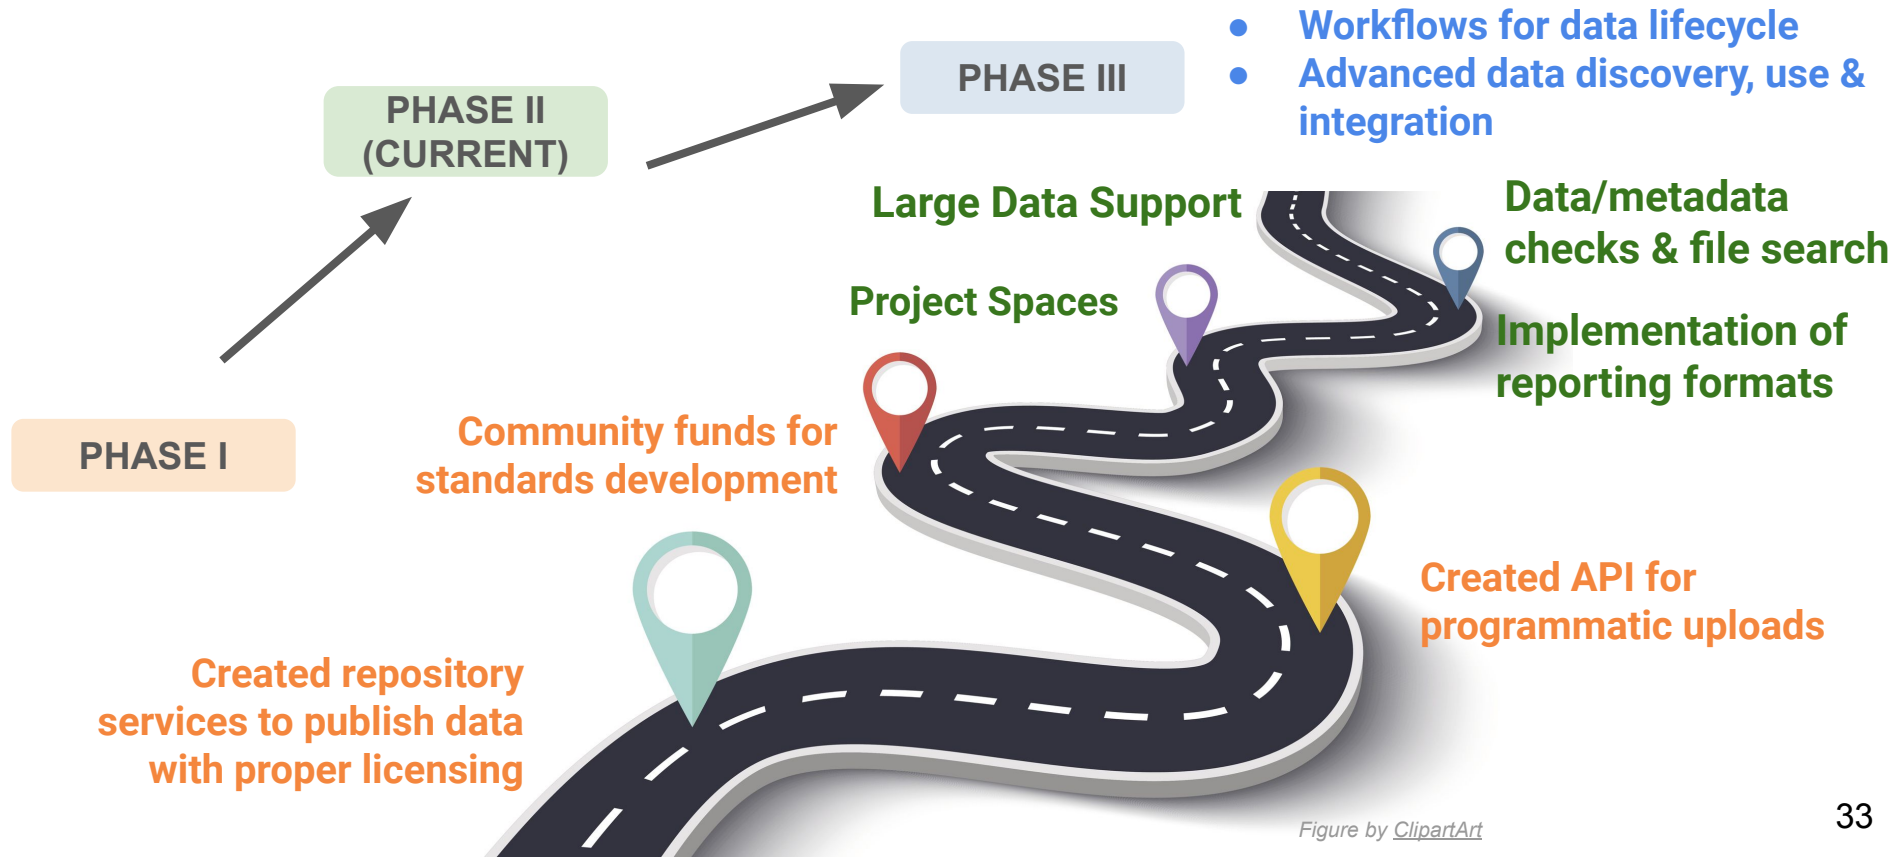 ● Workflows for data lifecycle
● Advanced data discovery, use &
integration
PHASE III
PHASE II
(CURRENT)
PHASE I
Large Data Support
Data/metadata
checks & file search
Project Spaces
Implementation of
reporting formats
Community funds for
standards development
Created API for
programmatic uploads
Created repository
services to publish data
with proper licensing
Figure by ClipartArt
33